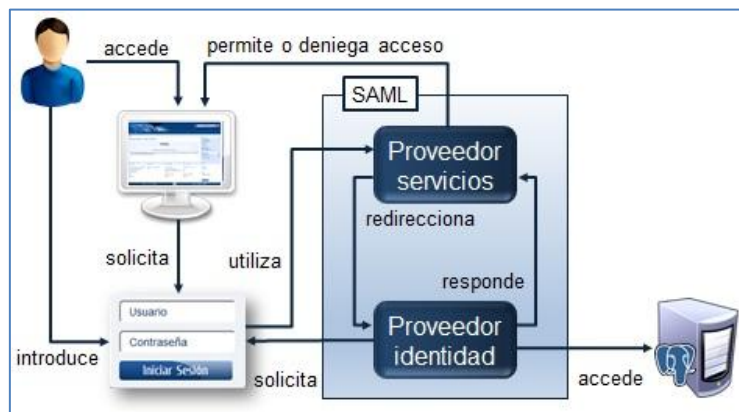 accede
permite o deniega acceso
SAML
Proveedor
servicios
redirecciona
solicita
utiliza
responde
Usuario
Contraseña
Iniciar Sesión
Proveedor
identidad
introduce
solicita
accede